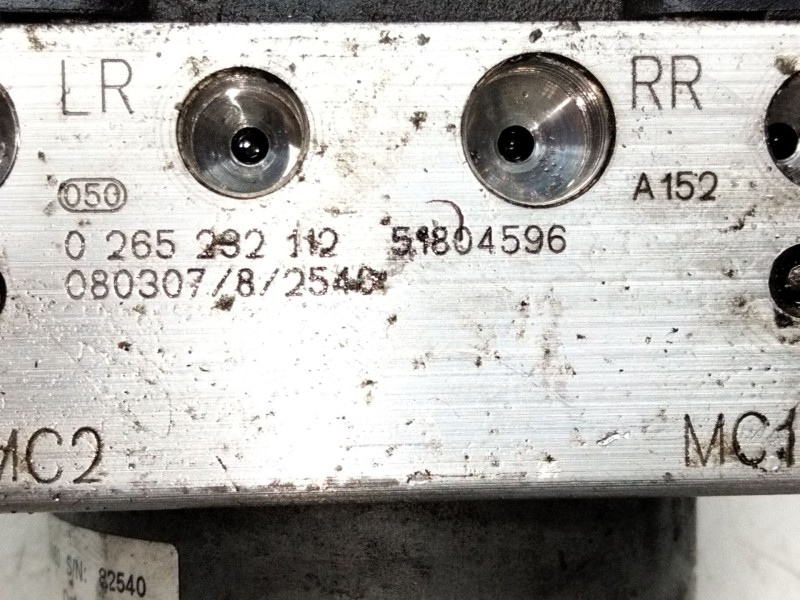 LR RR
050 A152
0 265 232 112 51804596
080307/8/2540
MC2 MC1
S/N: 82540